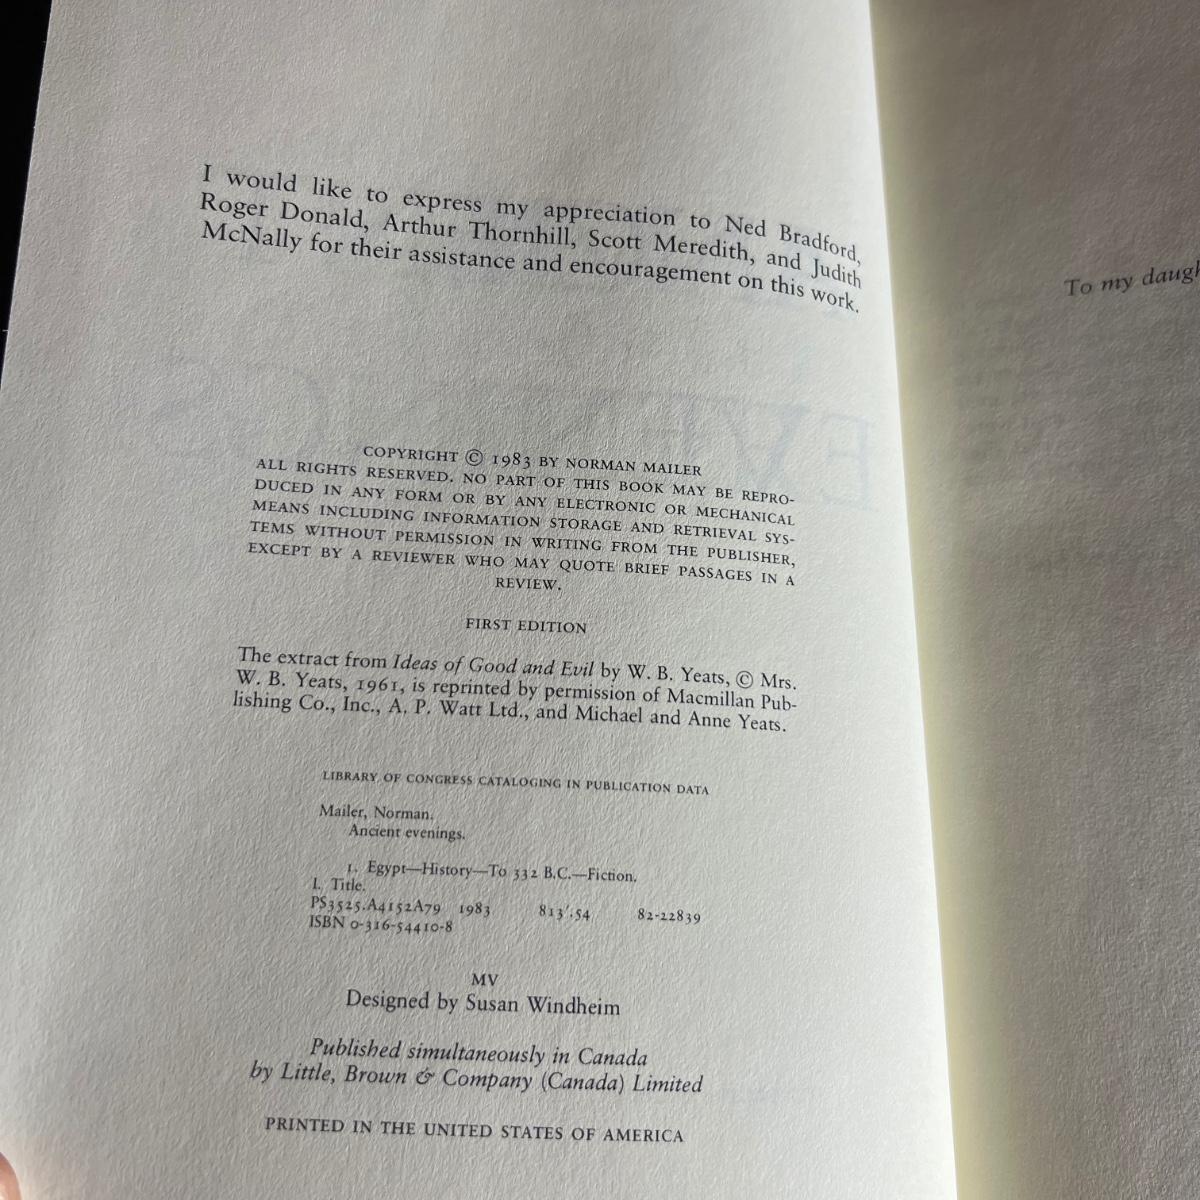 I would like to express my appreciation to Ned Bradford,
Roger Donald, Arthur Thornhill, Scott Meredith, and Judith
McNally for their assistance and encouragement on this work.
To my
COPYRIGHT © 1983 BY NORMAN MAILER
ALL RIGHTS RESERVED. NO PART OF THIS BOOK MAY BE REPRO-
DUCED IN ANY FORM OR BY ANY ELECTRONIC OR MECHANICAL
MEANS INCLUDING INFORMATION STORAGE AND RETRIEVAL SYS-
TEMS WITHOUT PERMISSION IN WRITING FROM THE PUBLISHER,
EXCEPT BY A REVIEWER WHO MAY QUOTE BRIEF PASSAGES IN A
REVIEW.
FIRST EDITION
The extract from Ideas of Good and Evil by W. B. Yeats, © Mrs.
W. B. Yeats, 1961, is reprinted by permission of Macmillan Pub-
lishing Co., Inc., A. P. Watt Ltd., and Michael and Anne Yeats.
LIBRARY OF CONGRESS CATALOGING IN PUBLICATION DATA
Mailer, Norman.
Ancient evenings.
1. Egypt—History—To 332 B.C.—Fiction.
I. Title.
PS3525.A4152A79 1983 813'.54 82-22839
ISBN 0-316-54410-8
MV
Designed by Susan Windheim
Published simultaneously in Canada
by Little, Brown & Company (Canada) Limited
PRINTED IN THE UNITED STATES OF AMERICA